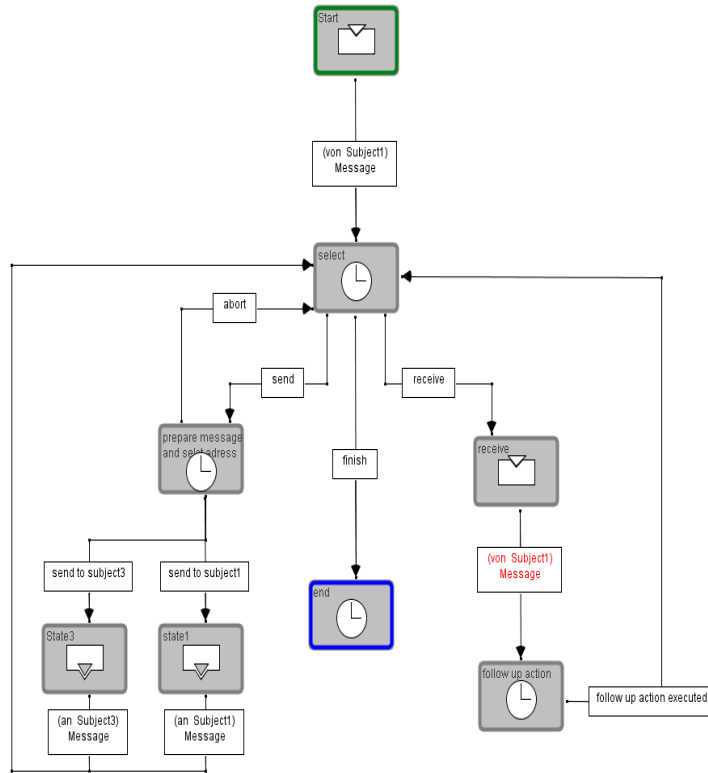 Start
(von Subject1)
Message
select
abort
send
receive
prepare message
and selct adress
finish
receive
send to subject3
send to subject1
(von Subject1)
Message
end
State3
state1
follow up action
follow up action executed
(an Subject3)
Message
(an Subject1)
Message